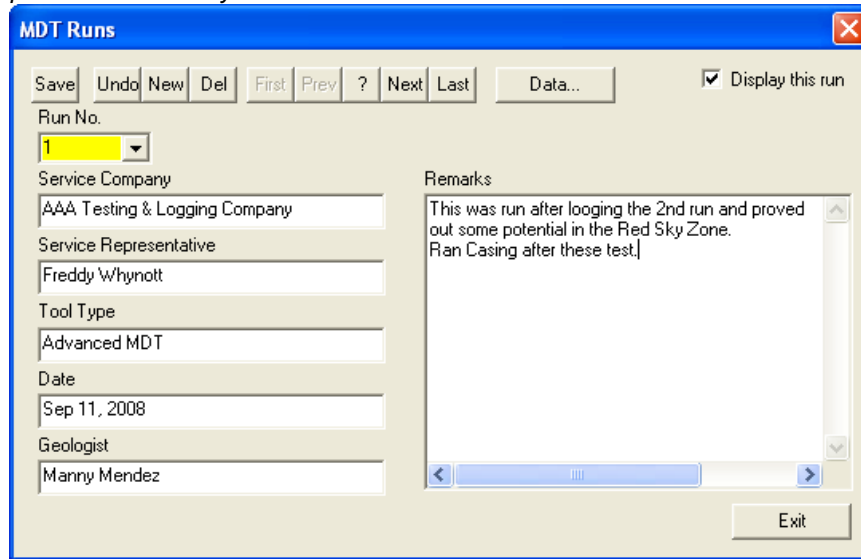 MDT Runs
Save Undo New Del First Prev ? Next Last Data... Display this run
Run No.
1
Service Company
AAA Testing & Logging Company
Service Representative
Freddy Whynott
Tool Type
Advanced MDT
Date
Sep 11, 2008
Geologist
Manny Mendez
Remarks
This was run after looging the 2nd run and proved
out some potential in the Red Sky Zone.
Ran Casing after these test.
Exit